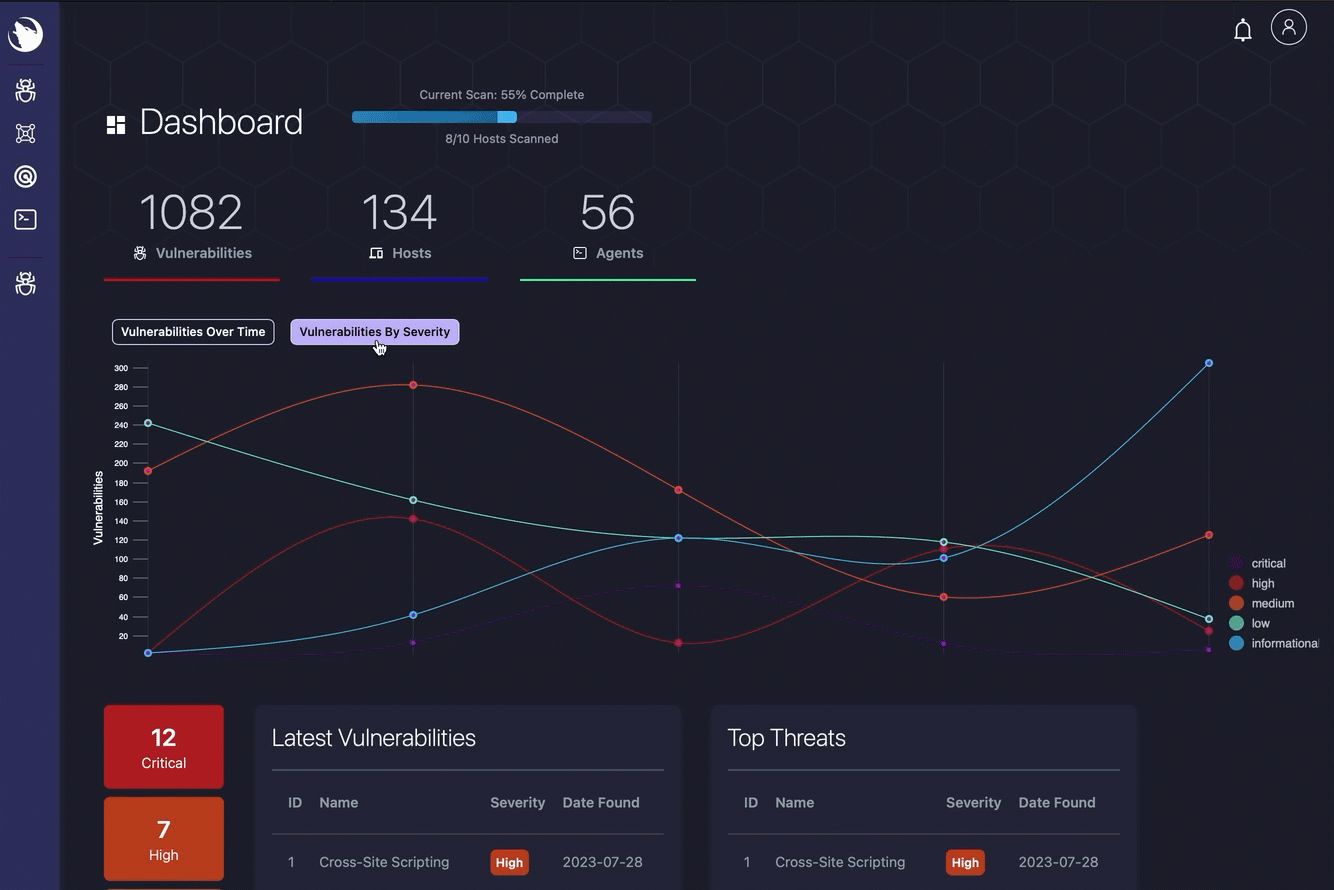 Current Scan: 55% Complete
Dashboard
8/10 Hosts Scanned
1082
134
56
Vulnerabilities
Hosts
Agents
Vulnerabilities Over Time
Vulnerabilities By Severity
300
280
260
240
220
200
180
160
140
120
100
80
60
40
20
Vulnerabilities
critical
high
medium
low
informational
12
Critical
7
High
Latest Vulnerabilities
ID Name Severity Date Found
1 Cross-Site Scripting High 2023-07-28
Top Threats
ID Name Severity Date Found
1 Cross-Site Scripting High 2023-07-28